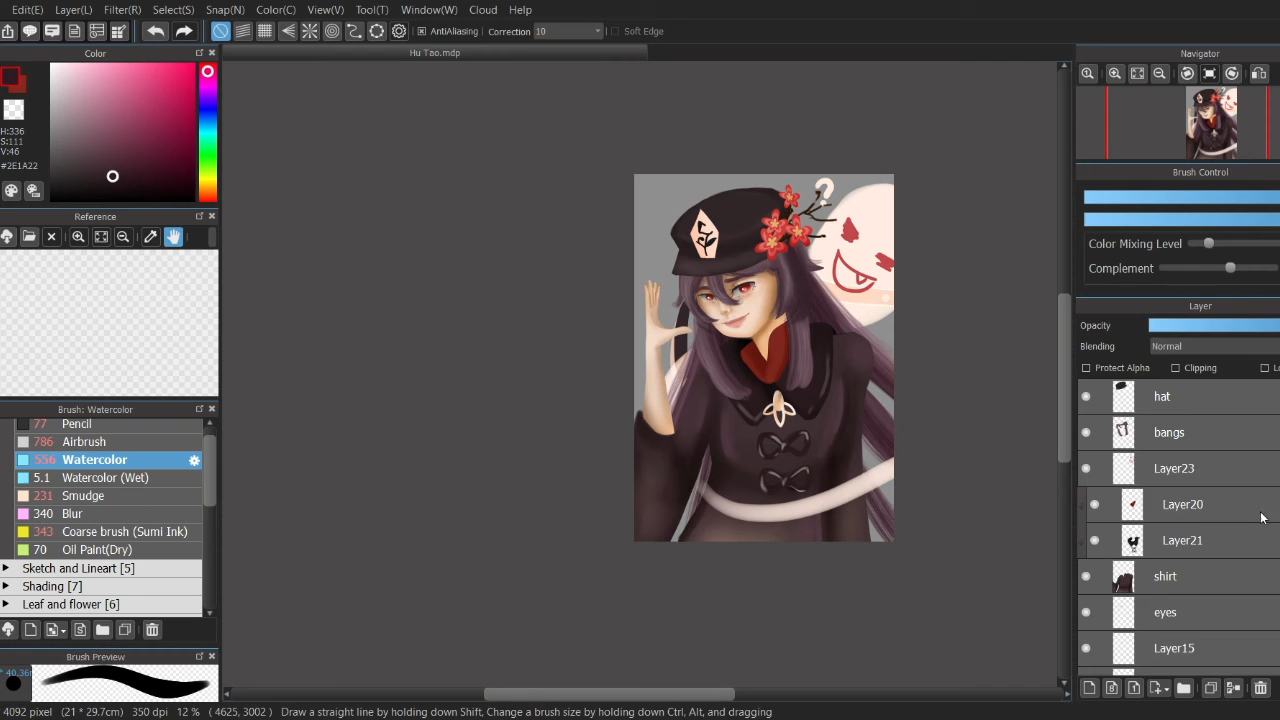 Edit(E) Layer(L) Filter(R) Select(S) Snap(N) Color(C) View(V) Tool(T) Window(W) Cloud Help
AntiAliasing Correction 10 Soft Edge
Color
Hu Tao.mdp
Navigator
H:336
S:111
V:46
#2E1A22
Brush Control
Reference
Color Mixing Level
Complement
Layer
Opacity
Blending Normal
Protect Alpha Clipping Lo
hat
bangs
Layer23
Layer20
Layer21
shirt
eyes
Layer15
Brush: Watercolor
77 Pencil
786 Airbrush
556 Watercolor
5.1 Watercolor (Wet)
231 Smudge
340 Blur
343 Coarse brush (Sumi Ink)
70 Oil Paint(Dry)
Sketch and Lineart [5]
Shading [7]
Leaf and flower [6]
Brush Preview
4092 pixel (21 * 29.7cm) 350 dpi 12 % ( 4625, 3002 ) Draw a straight line by holding down Shift, Change a brush size by holding down Ctrl, Alt, and dragging